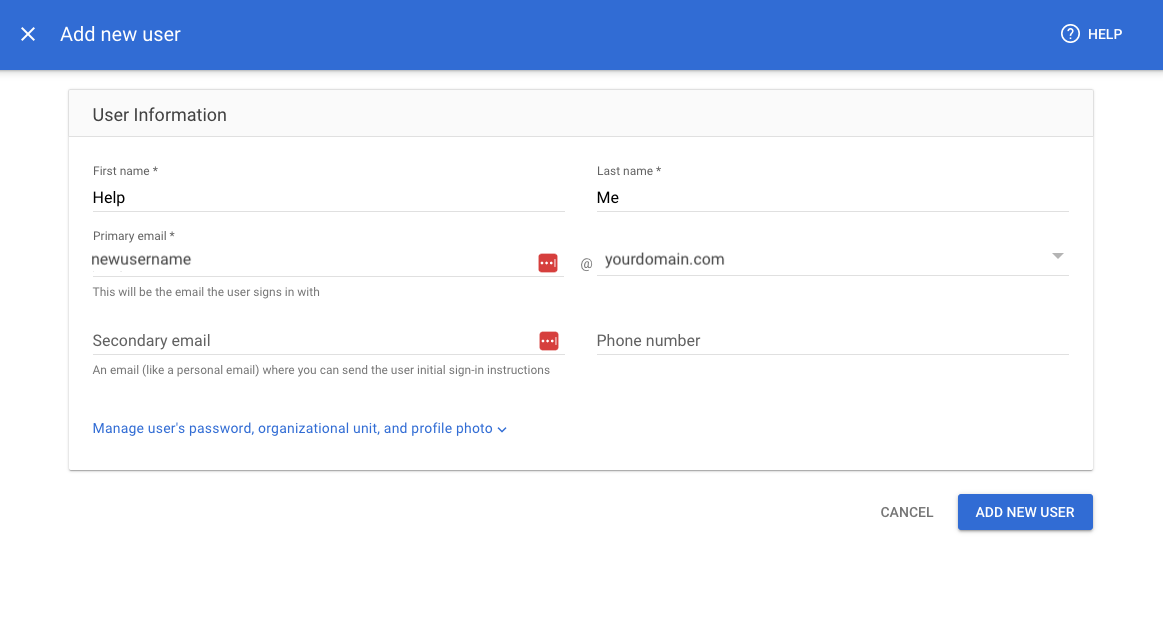 Add new user
HELP
User Information
First name *
Last name *
Help
Me
Primary email *
newusername
@
yourdomain.com
This will be the email the user signs in with
Secondary email
Phone number
An email (like a personal email) where you can send the user initial sign-in instructions
Manage user's password, organizational unit, and profile photo
CANCEL
ADD NEW USER